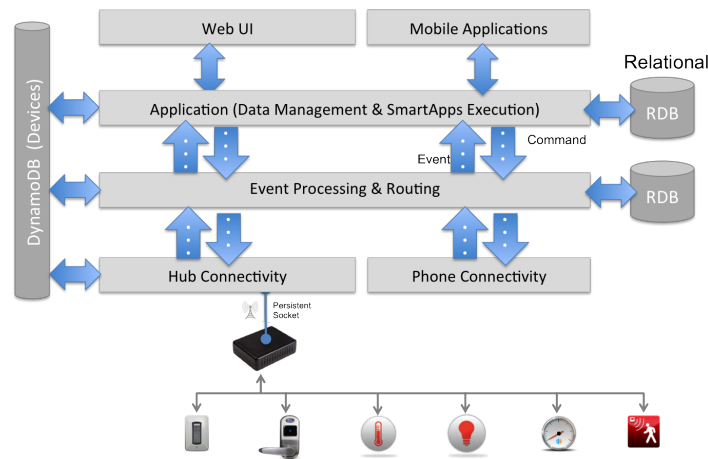 Web UI
Mobile Applications
Relational
DynamoDB (Devices)
Application (Data Management & SmartApps Execution)
RDB
Event
Command
Event Processing & Routing
RDB
Hub Connectivity
Phone Connectivity
Persistent
Socket